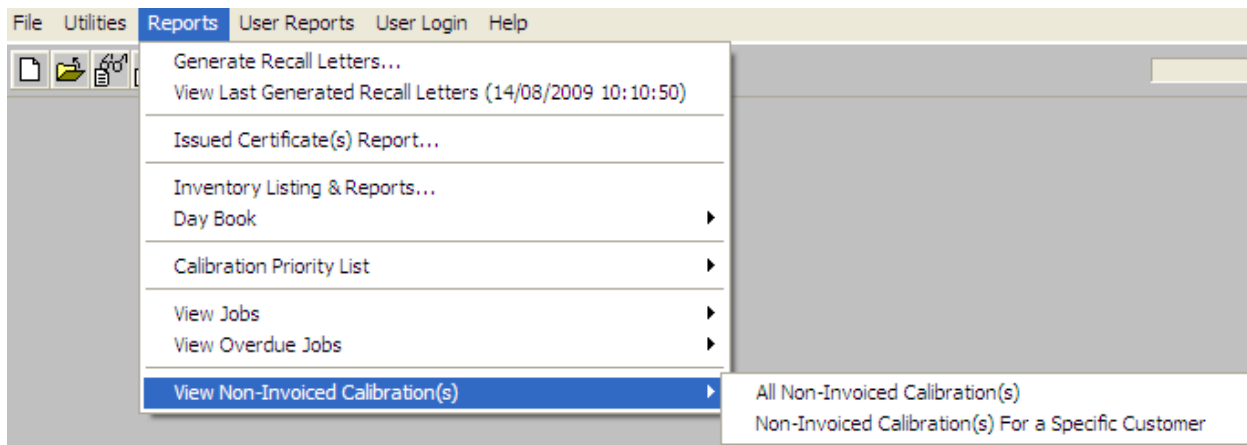 File Utilities Reports User Reports User Login Help
Generate Recall Letters...
View Last Generated Recall Letters (14/08/2009 10:10:50)
Issued Certificate(s) Report...
Inventory Listing & Reports...
Day Book
Calibration Priority List
View Jobs
View Overdue Jobs
View Non-Invoiced Calibration(s)
All Non-Invoiced Calibration(s)
Non-Invoiced Calibration(s) For a Specific Customer